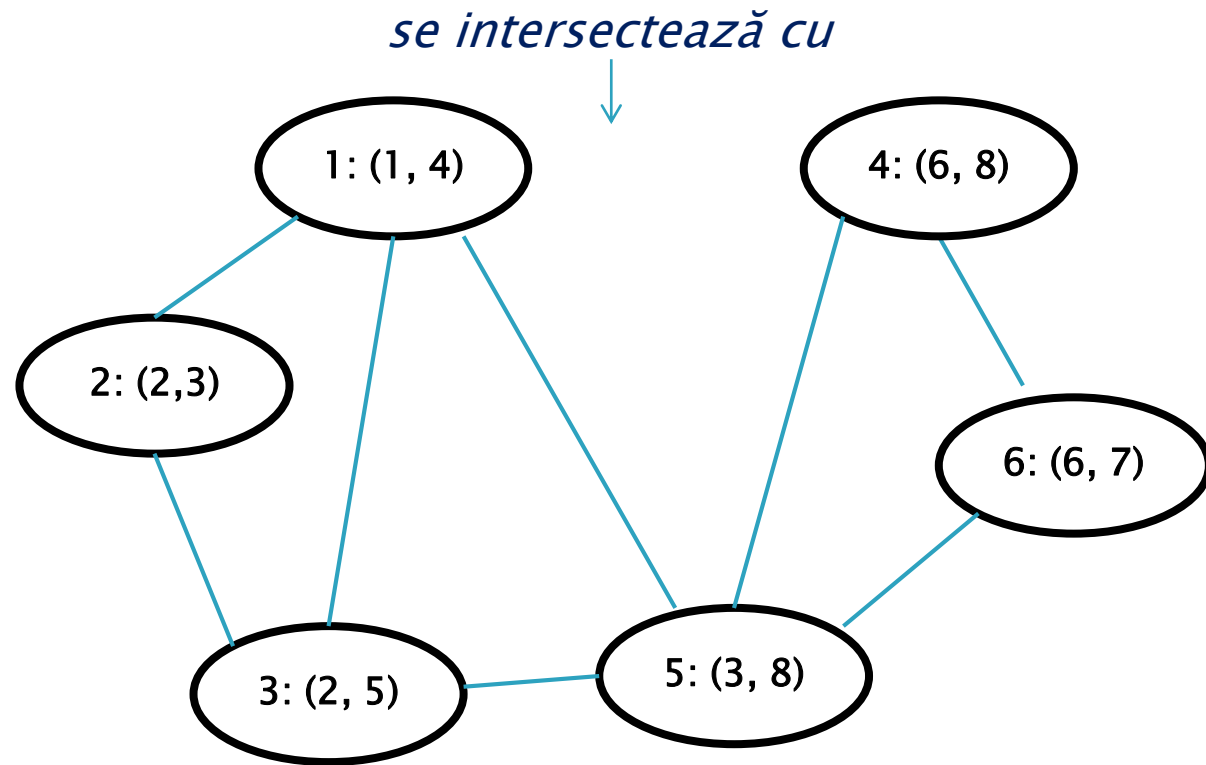 se intersectează cu
1: (1, 4)
4: (6, 8)
2: (2,3)
6: (6, 7)
3: (2, 5)
5: (3, 8)